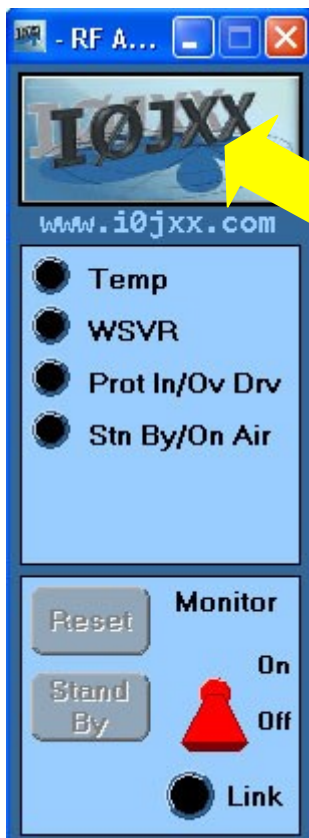 - RF A...
IØJXX
www.i0jxx.com
Temp
WSVR
Prot In/Ov Drv
Stn By/On Air
Reset
Monitor
On
Stand
By
Off
Link